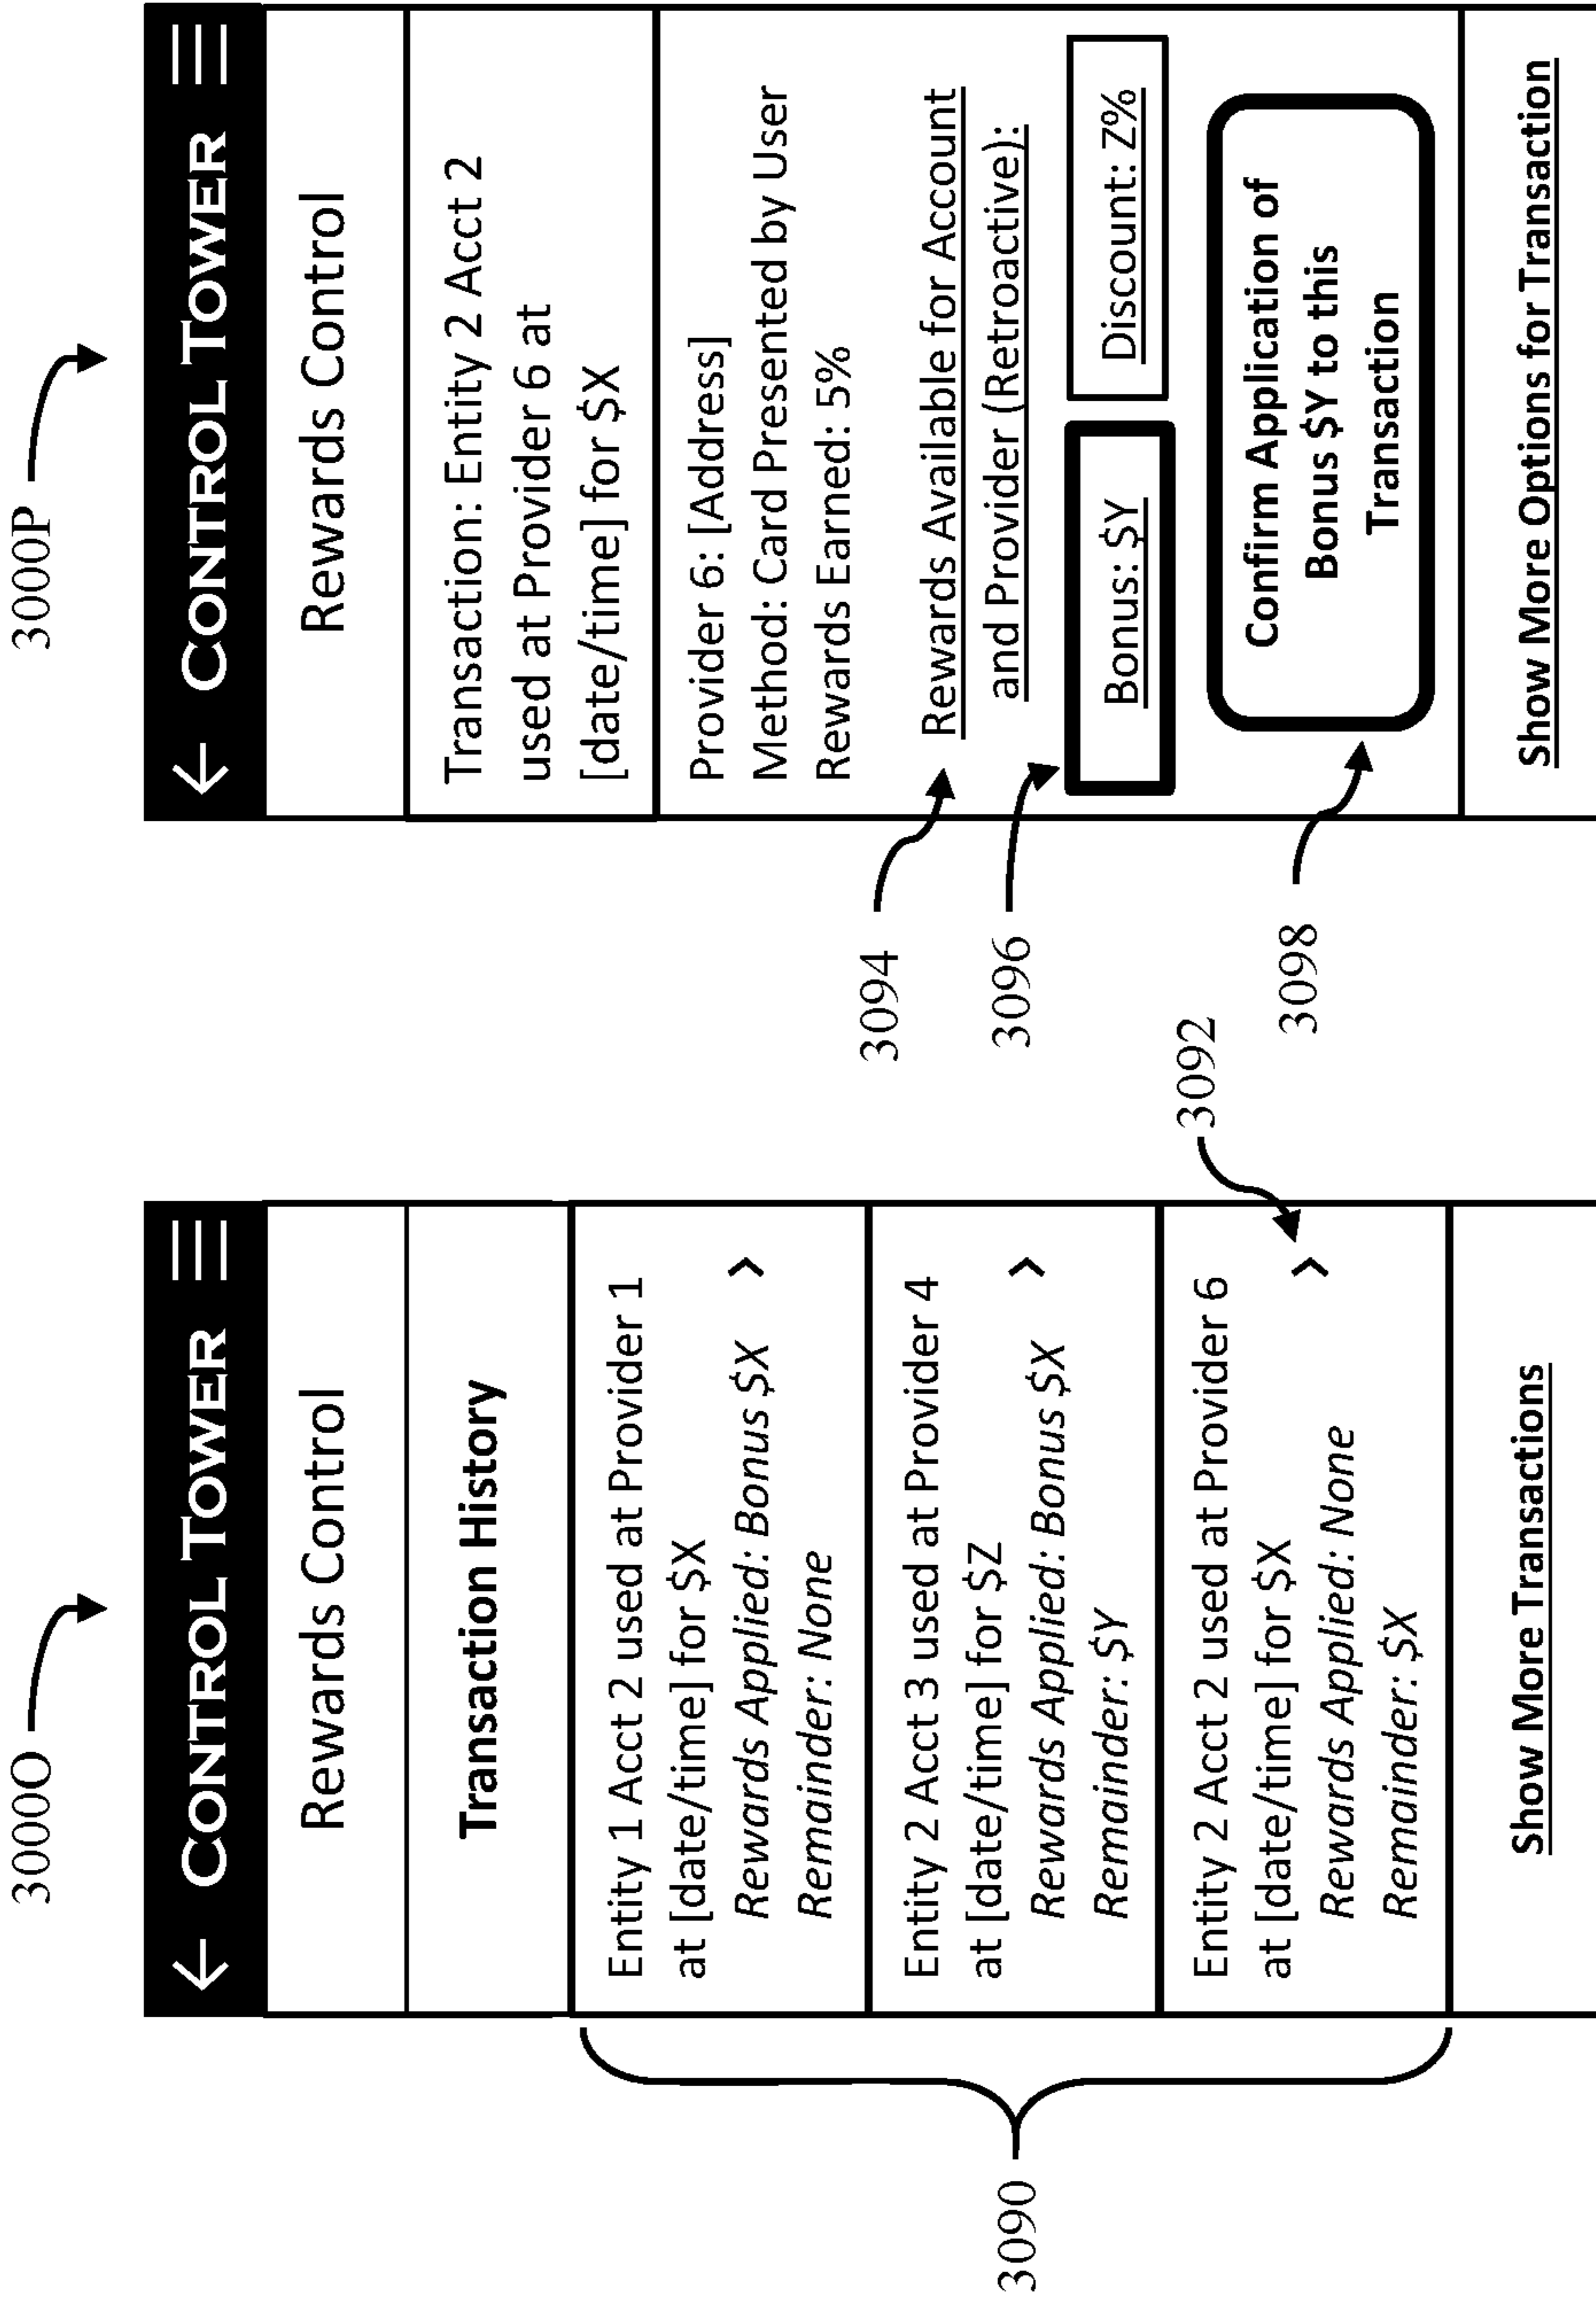 3000O
← CONTROL TOWER
Rewards Control
Transaction History
Entity 1 Acct 2 used at Provider 1
at [date/time] for $X
Rewards Applied: Bonus $X >
Remainder: None
Entity 2 Acct 3 used at Provider 4
at [date/time] for $Z
Rewards Applied: Bonus $X >
Remainder: $Y
Entity 2 Acct 2 used at Provider 6
at [date/time] for $X
Rewards Applied: None >
Remainder: $X
Show More Transactions
3090
3092
3000P
← CONTROL TOWER
Rewards Control
Transaction: Entity 2 Acct 2
used at Provider 6 at
[date/time] for $X
Provider 6: [Address]
Method: Card Presented by User
Rewards Earned: 5%
Rewards Available for Account
and Provider (Retroactive):
Bonus: $Y Discount: Z%
Confirm Application of
Bonus $Y to this
Transaction
Show More Options for Transaction
3094
3096
3098